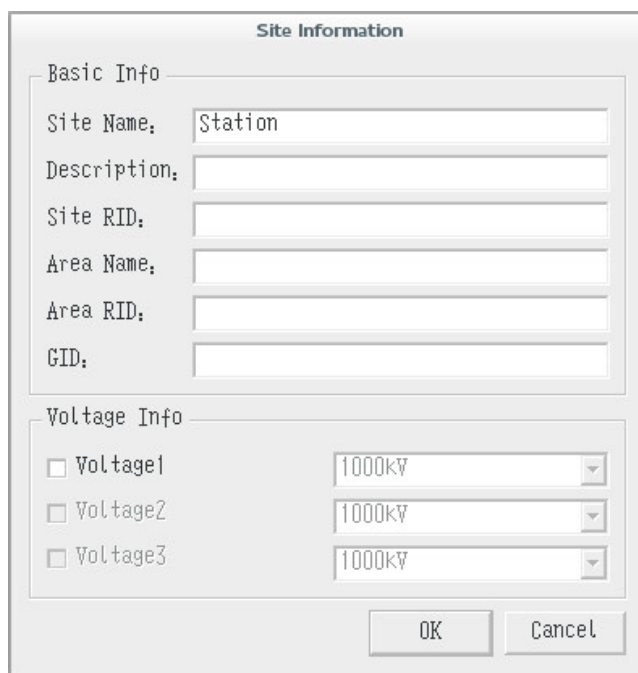 Site Information
Basic Info
Site Name:
Station
Description:
Site RID:
Area Name:
Area RID:
GID:
Voltage Info
Voltage1
1000kV
Voltage2
1000kV
Voltage3
1000kV
OK
Cancel